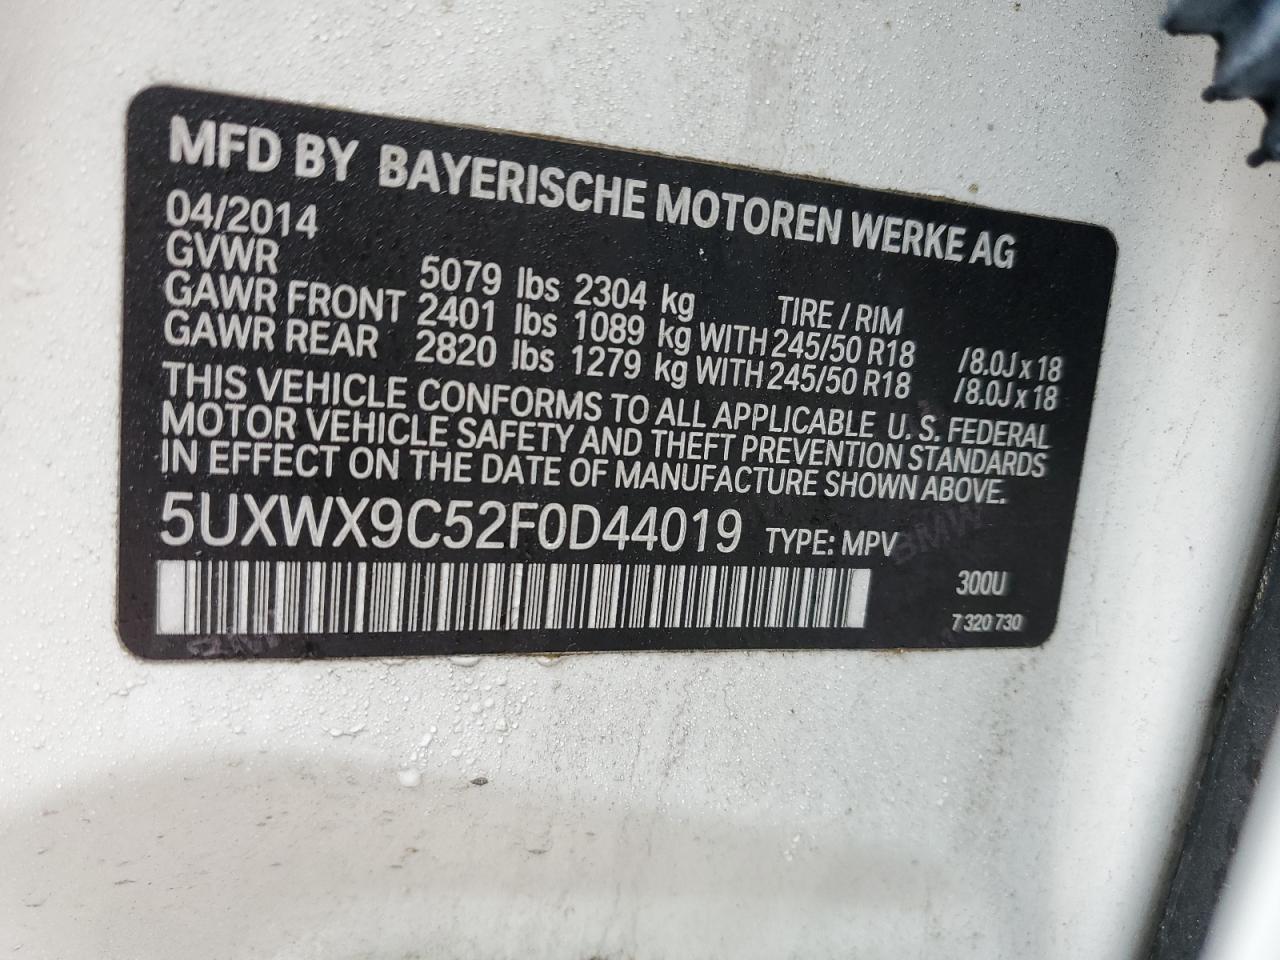 MFD BY BAYERISCHE MOTOREN WERKE AG
04/2014
GVWR 5079 lbs 2304 kg TIRE / RIM
GAWR FRONT 2401 lbs 1089 kg WITH 245/50 R18 /8.0J x 18
GAWR REAR 2820 lbs 1279 kg WITH 245/50 R18 /8.0J x 18
THIS VEHICLE CONFORMS TO ALL APPLICABLE U. S. FEDERAL
MOTOR VEHICLE SAFETY AND THEFT PREVENTION STANDARDS
IN EFFECT ON THE DATE OF MANUFACTURE SHOWN ABOVE.
5UXWX9C52F0D44019 TYPE: MPV
BMW
300U
7 320 730